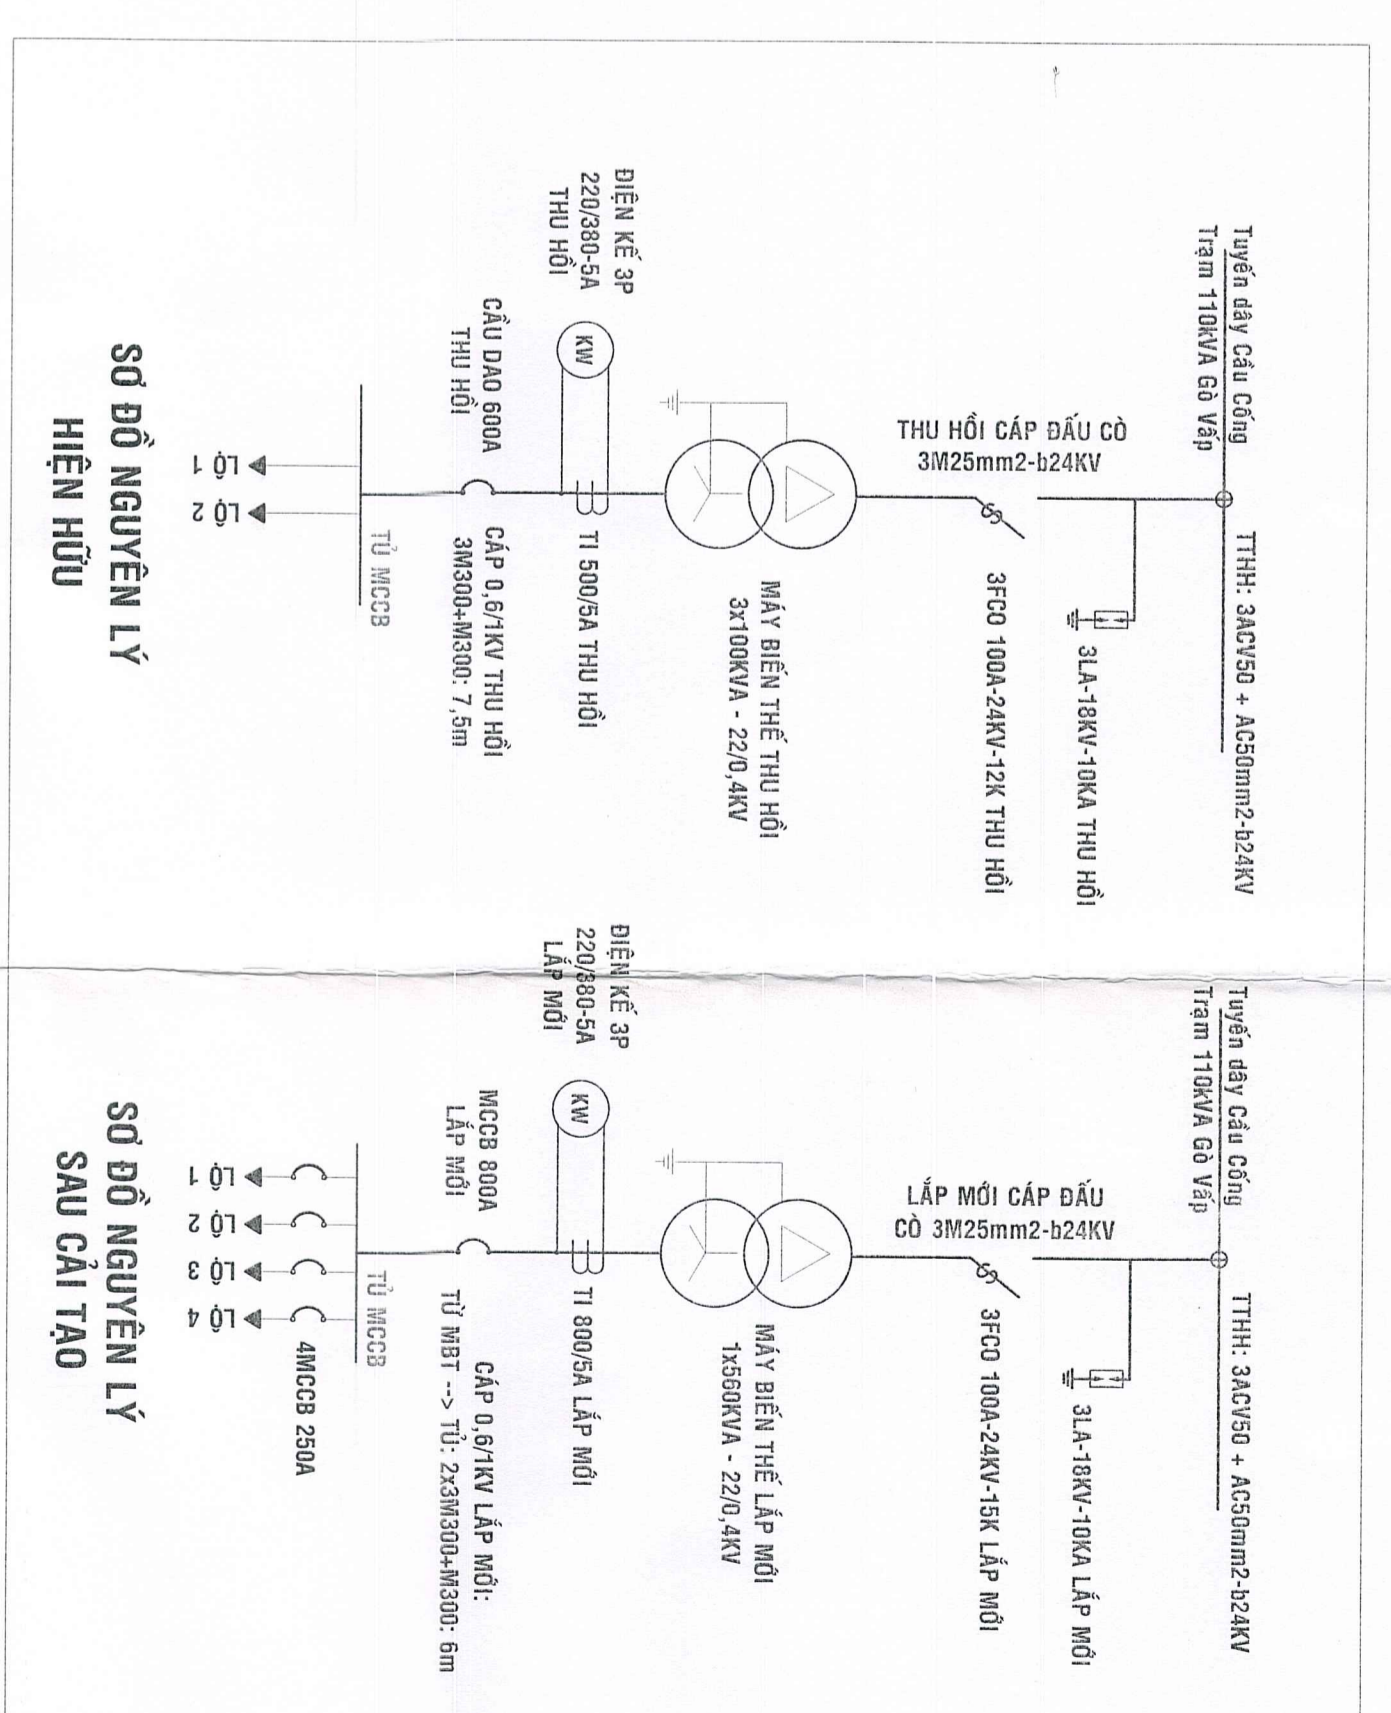 Tuyến dây Cầu Cống
Trạm 110kVA Gò Vấp
TTHH: 3ACV50 + AC50mm2-b24KV
3LA-18KV-10KA THU HỒI
THU HỒI CÁP ĐẤU CÒ
3M25mm2-b24KV
3FCO 100A-24KV-12K THU HỒI
MÁY BIẾN THẾ THU HỒI
3x100KVA - 22/0,4KV
ĐIỆN KẾ 3P
220/380-5A
THU HỒI
KW
TI 500/5A THU HỒI
CẦU DAO 600A
THU HỒI
CÁP 0,6/1KV THU HỒI
3M300+M300: 7,5m
TỦ MCCB
LỘ 1
LỘ 2
SƠ ĐỒ NGUYÊN LÝ
HIỆN HỮU
Tuyến dây Cầu Cống
Trạm 110kVA Gò Vấp
TTHH: 3ACV50 + AC50mm2-b24KV
3LA-18KV-10KA LẮP MỚI
LẮP MỚI CÁP ĐẤU
CÒ 3M25mm2-b24KV
3FCO 100A-24KV-15K LẮP MỚI
MÁY BIẾN THẾ LẮP MỚI
1x560KVA - 22/0,4KV
ĐIỆN KẾ 3P
220/380-5A
LẮP MỚI
KW
TI 800/5A LẮP MỚI
MCCB 800A
LẮP MỚI
CÁP 0,6/1KV LẮP MỚI:
TỪ MBT --> TỦ: 2x3M300+M300: 6m
TỦ MCCB
4MCCB 250A
LỘ 1
LỘ 2
LỘ 3
LỘ 4
SƠ ĐỒ NGUYÊN LÝ
SAU CẢI TẠO